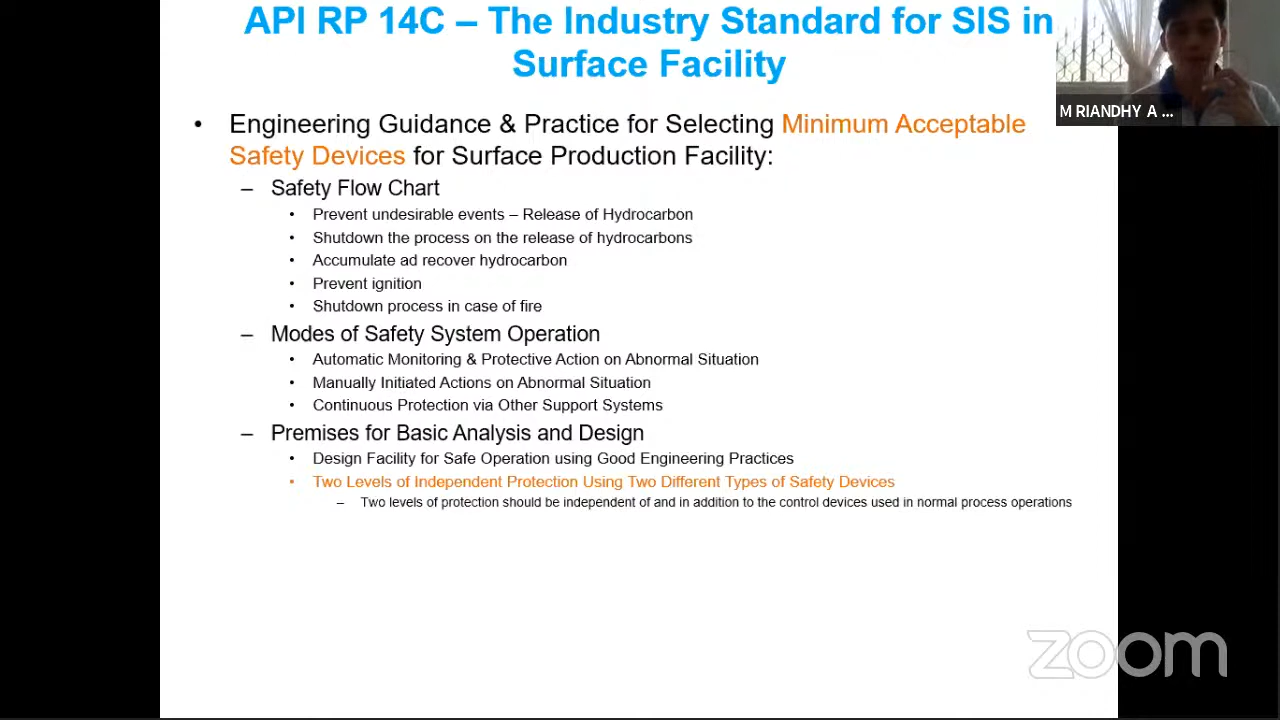 API RP 14C – The Industry Standard for SIS in
Surface Facility
M RIANDHY A ...
• Engineering Guidance & Practice for Selecting Minimum Acceptable
Safety Devices for Surface Production Facility:
– Safety Flow Chart
• Prevent undesirable events – Release of Hydrocarbon
• Shutdown the process on the release of hydrocarbons
• Accumulate ad recover hydrocarbon
• Prevent ignition
• Shutdown process in case of fire
– Modes of Safety System Operation
• Automatic Monitoring & Protective Action on Abnormal Situation
• Manually Initiated Actions on Abnormal Situation
• Continuous Protection via Other Support Systems
– Premises for Basic Analysis and Design
• Design Facility for Safe Operation using Good Engineering Practices
• Two Levels of Independent Protection Using Two Different Types of Safety Devices
– Two levels of protection should be independent of and in addition to the control devices used in normal process operations
zoom